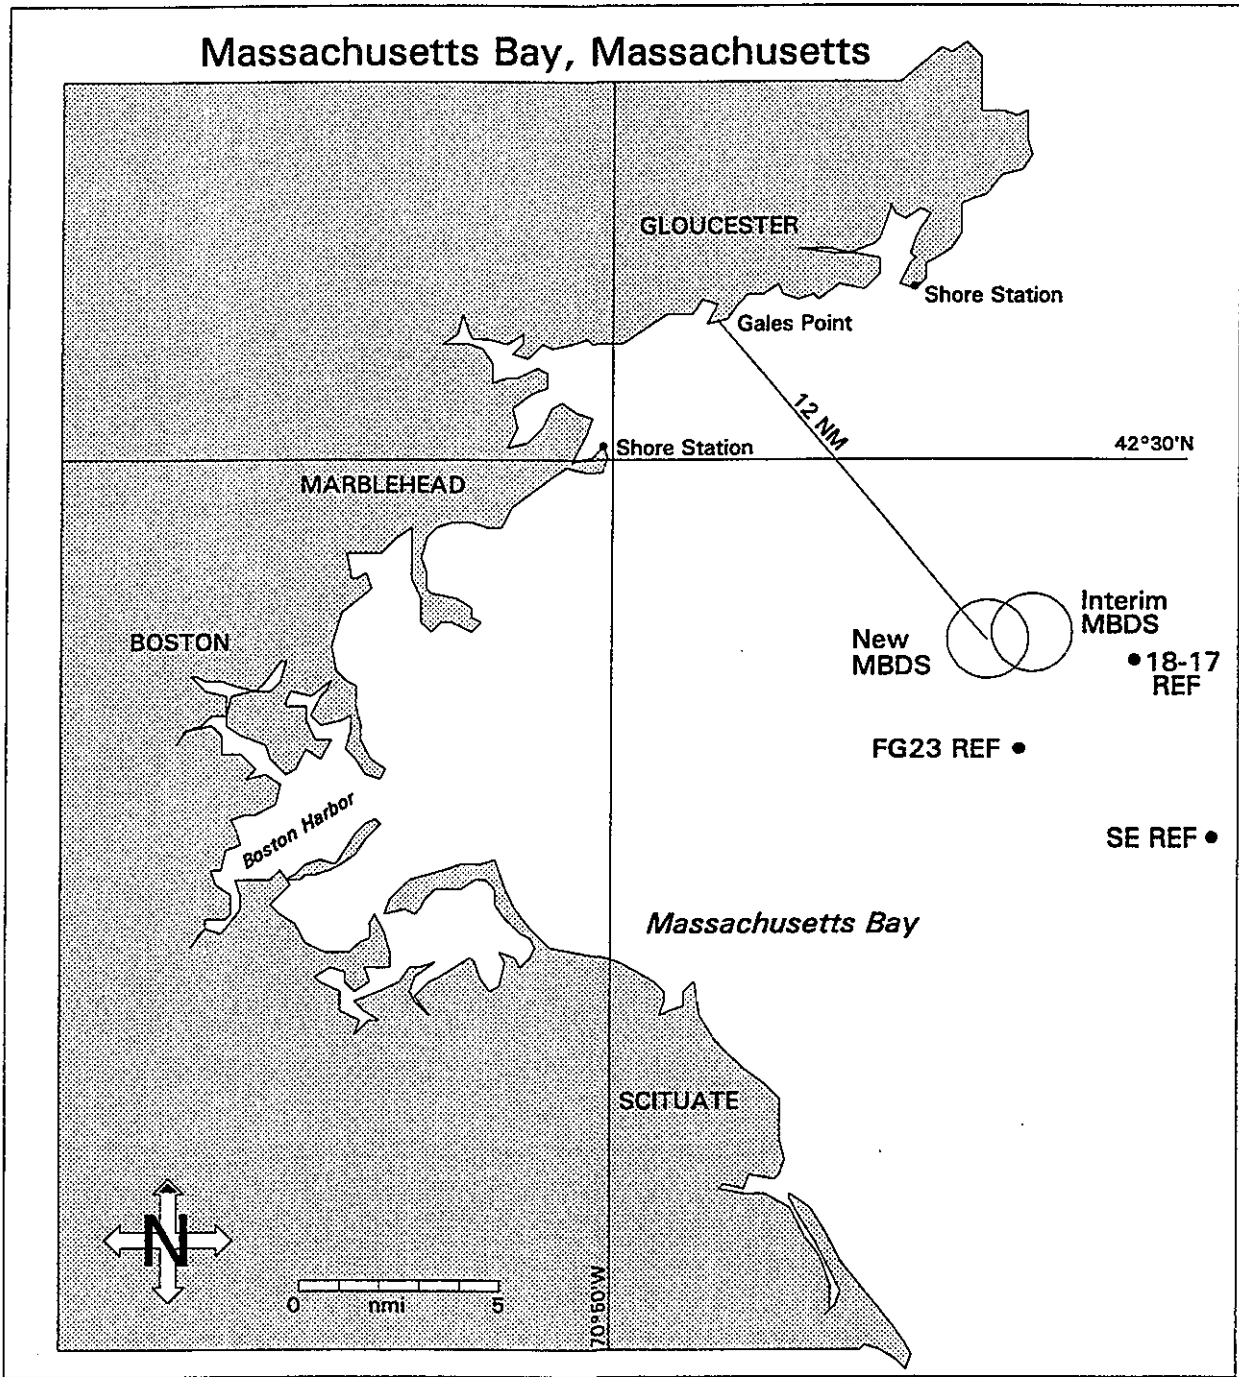 Massachusetts Bay, Massachusetts
GLOUCESTER
Shore Station
Gales Point
12 NM
42°30'N
Shore Station
MARBLEHEAD
Interim
MBDS
New
MBDS
BOSTON
18-17
REF
FG23 REF
Boston Harbor
SE REF
Massachusetts Bay
SCITUATE
N
0 nmi 5
70°50'W